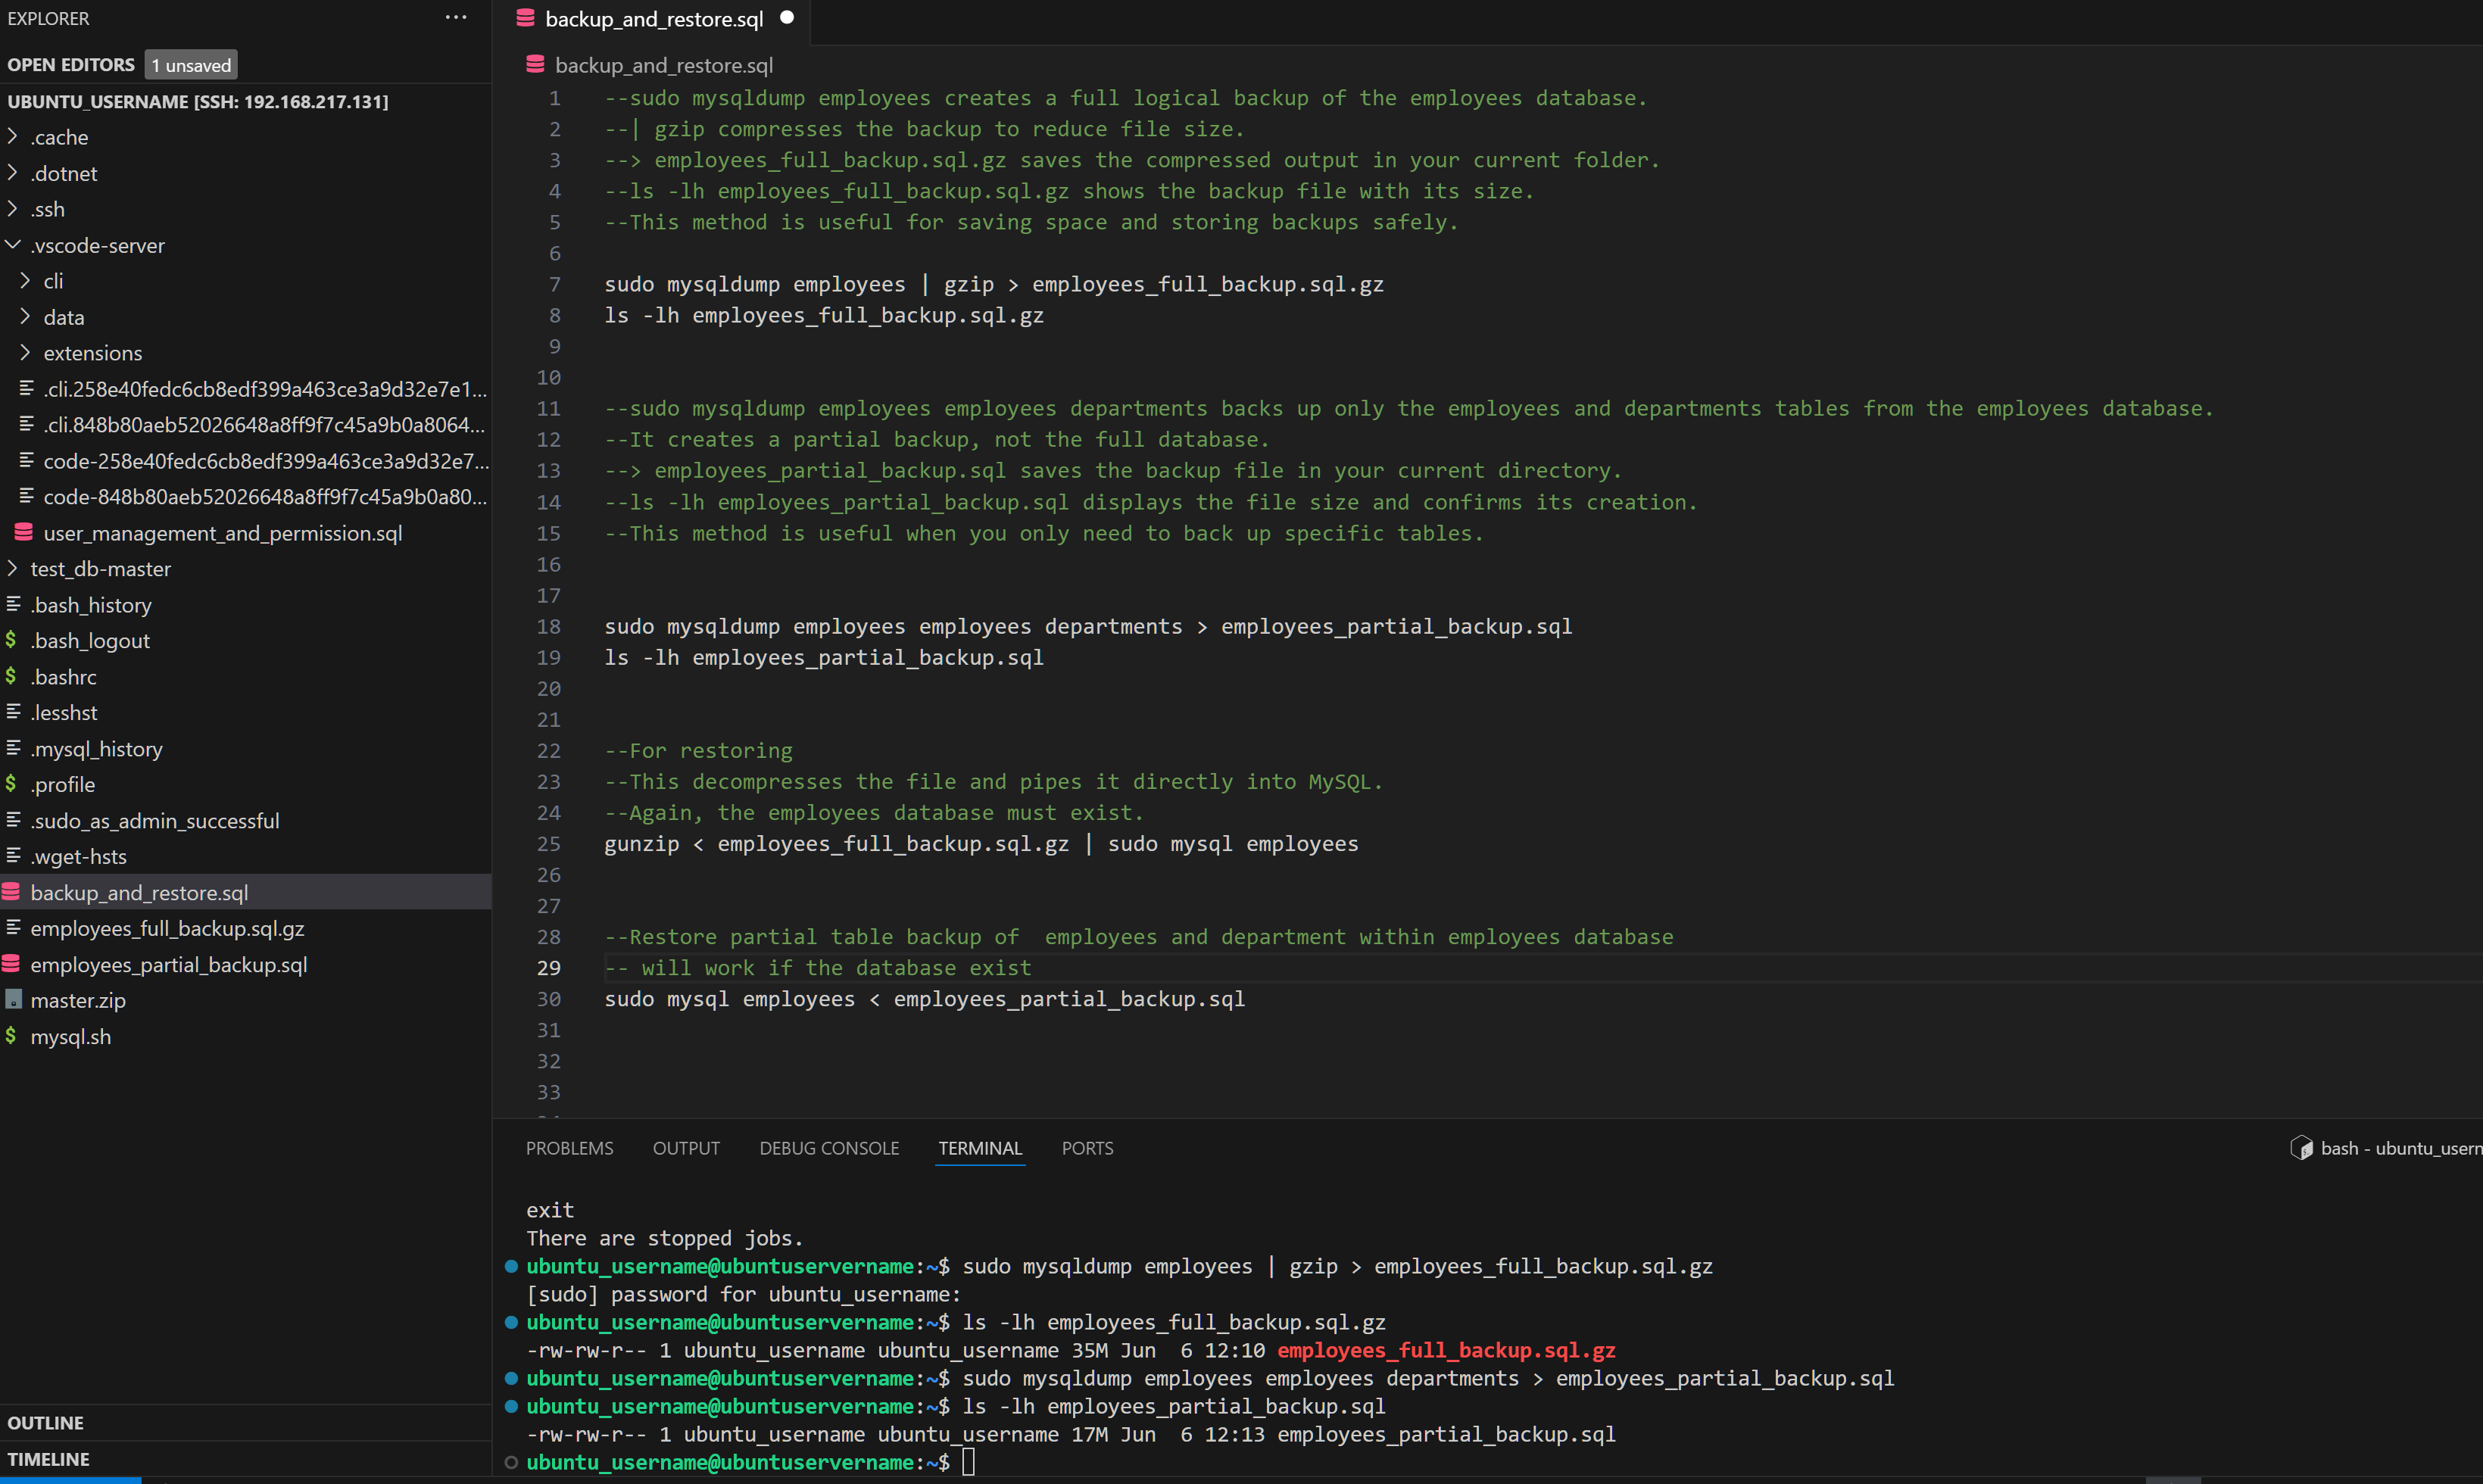 EXPLORER
OPEN EDITORS 1 unsaved
UBUNTU_USERNAME [SSH: 192.168.217.131]
.cache
.dotnet
.ssh
.vscode-server
cli
data
extensions
.cli.258e40fedc6cb8edf399a463ce3a9d32e7e1...
.cli.848b80aeb52026648a8ff9f7c45a9b0a8064...
code-258e40fedc6cb8edf399a463ce3a9d32e7...
code-848b80aeb52026648a8ff9f7c45a9b0a80...
user_management_and_permission.sql
test_db-master
.bash_history
.bash_logout
.bashrc
.lesshst
.mysql_history
.profile
.sudo_as_admin_successful
.wget-hsts
backup_and_restore.sql
employees_full_backup.sql.gz
employees_partial_backup.sql
master.zip
mysql.sh
OUTLINE
TIMELINE
backup_and_restore.sql
backup_and_restore.sql
1 --sudo mysqldump employees creates a full logical backup of the employees database.
2 --| gzip compresses the backup to reduce file size.
3 --> employees_full_backup.sql.gz saves the compressed output in your current folder.
4 --ls -lh employees_full_backup.sql.gz shows the backup file with its size.
5 --This method is useful for saving space and storing backups safely.
6
7 sudo mysqldump employees | gzip > employees_full_backup.sql.gz
8 ls -lh employees_full_backup.sql.gz
9
10
11 --sudo mysqldump employees employees departments backs up only the employees and departments tables from the employees database.
12 --It creates a partial backup, not the full database.
13 --> employees_partial_backup.sql saves the backup file in your current directory.
14 --ls -lh employees_partial_backup.sql displays the file size and confirms its creation.
15 --This method is useful when you only need to back up specific tables.
16
17
18 sudo mysqldump employees employees departments > employees_partial_backup.sql
19 ls -lh employees_partial_backup.sql
20
21
22 --For restoring
23 --This decompresses the file and pipes it directly into MySQL.
24 --Again, the employees database must exist.
25 gunzip < employees_full_backup.sql.gz | sudo mysql employees
26
27
28 --Restore partial table backup of  employees and department within employees database
29 -- will work if the database exist
30 sudo mysql employees < employees_partial_backup.sql
31
32
33
PROBLEMS OUTPUT DEBUG CONSOLE TERMINAL PORTS
bash - ubuntu_usern
exit
There are stopped jobs.
ubuntu_username@ubuntuservername:~$ sudo mysqldump employees | gzip > employees_full_backup.sql.gz
[sudo] password for ubuntu_username:
ubuntu_username@ubuntuservername:~$ ls -lh employees_full_backup.sql.gz
-rw-rw-r-- 1 ubuntu_username ubuntu_username 35M Jun  6 12:10 employees_full_backup.sql.gz
ubuntu_username@ubuntuservername:~$ sudo mysqldump employees employees departments > employees_partial_backup.sql
ubuntu_username@ubuntuservername:~$ ls -lh employees_partial_backup.sql
-rw-rw-r-- 1 ubuntu_username ubuntu_username 17M Jun  6 12:13 employees_partial_backup.sql
ubuntu_username@ubuntuservername:~$